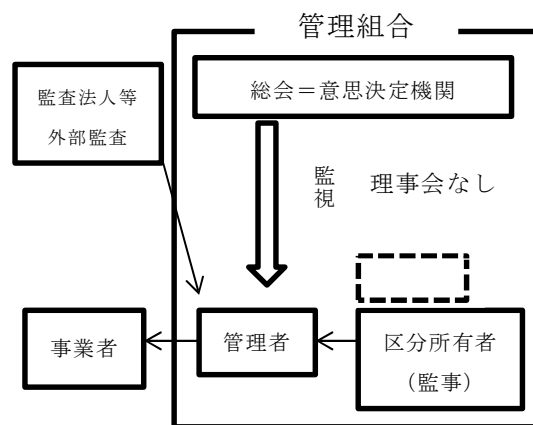 管理組合
監査法人等
外部監査
総会＝意思決定機関
監視
理事会なし
事業者
管理者
区分所有者
（監事）